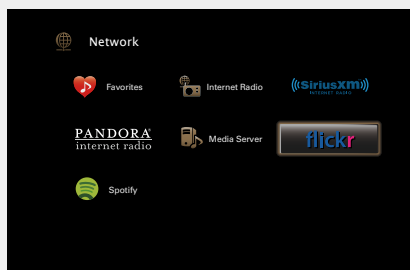 Network
Favorites
Internet Radio
((SiriusXM))
INTERNET RADIO
PANDORA®
internet radio
Media Server
flickr
Spotify